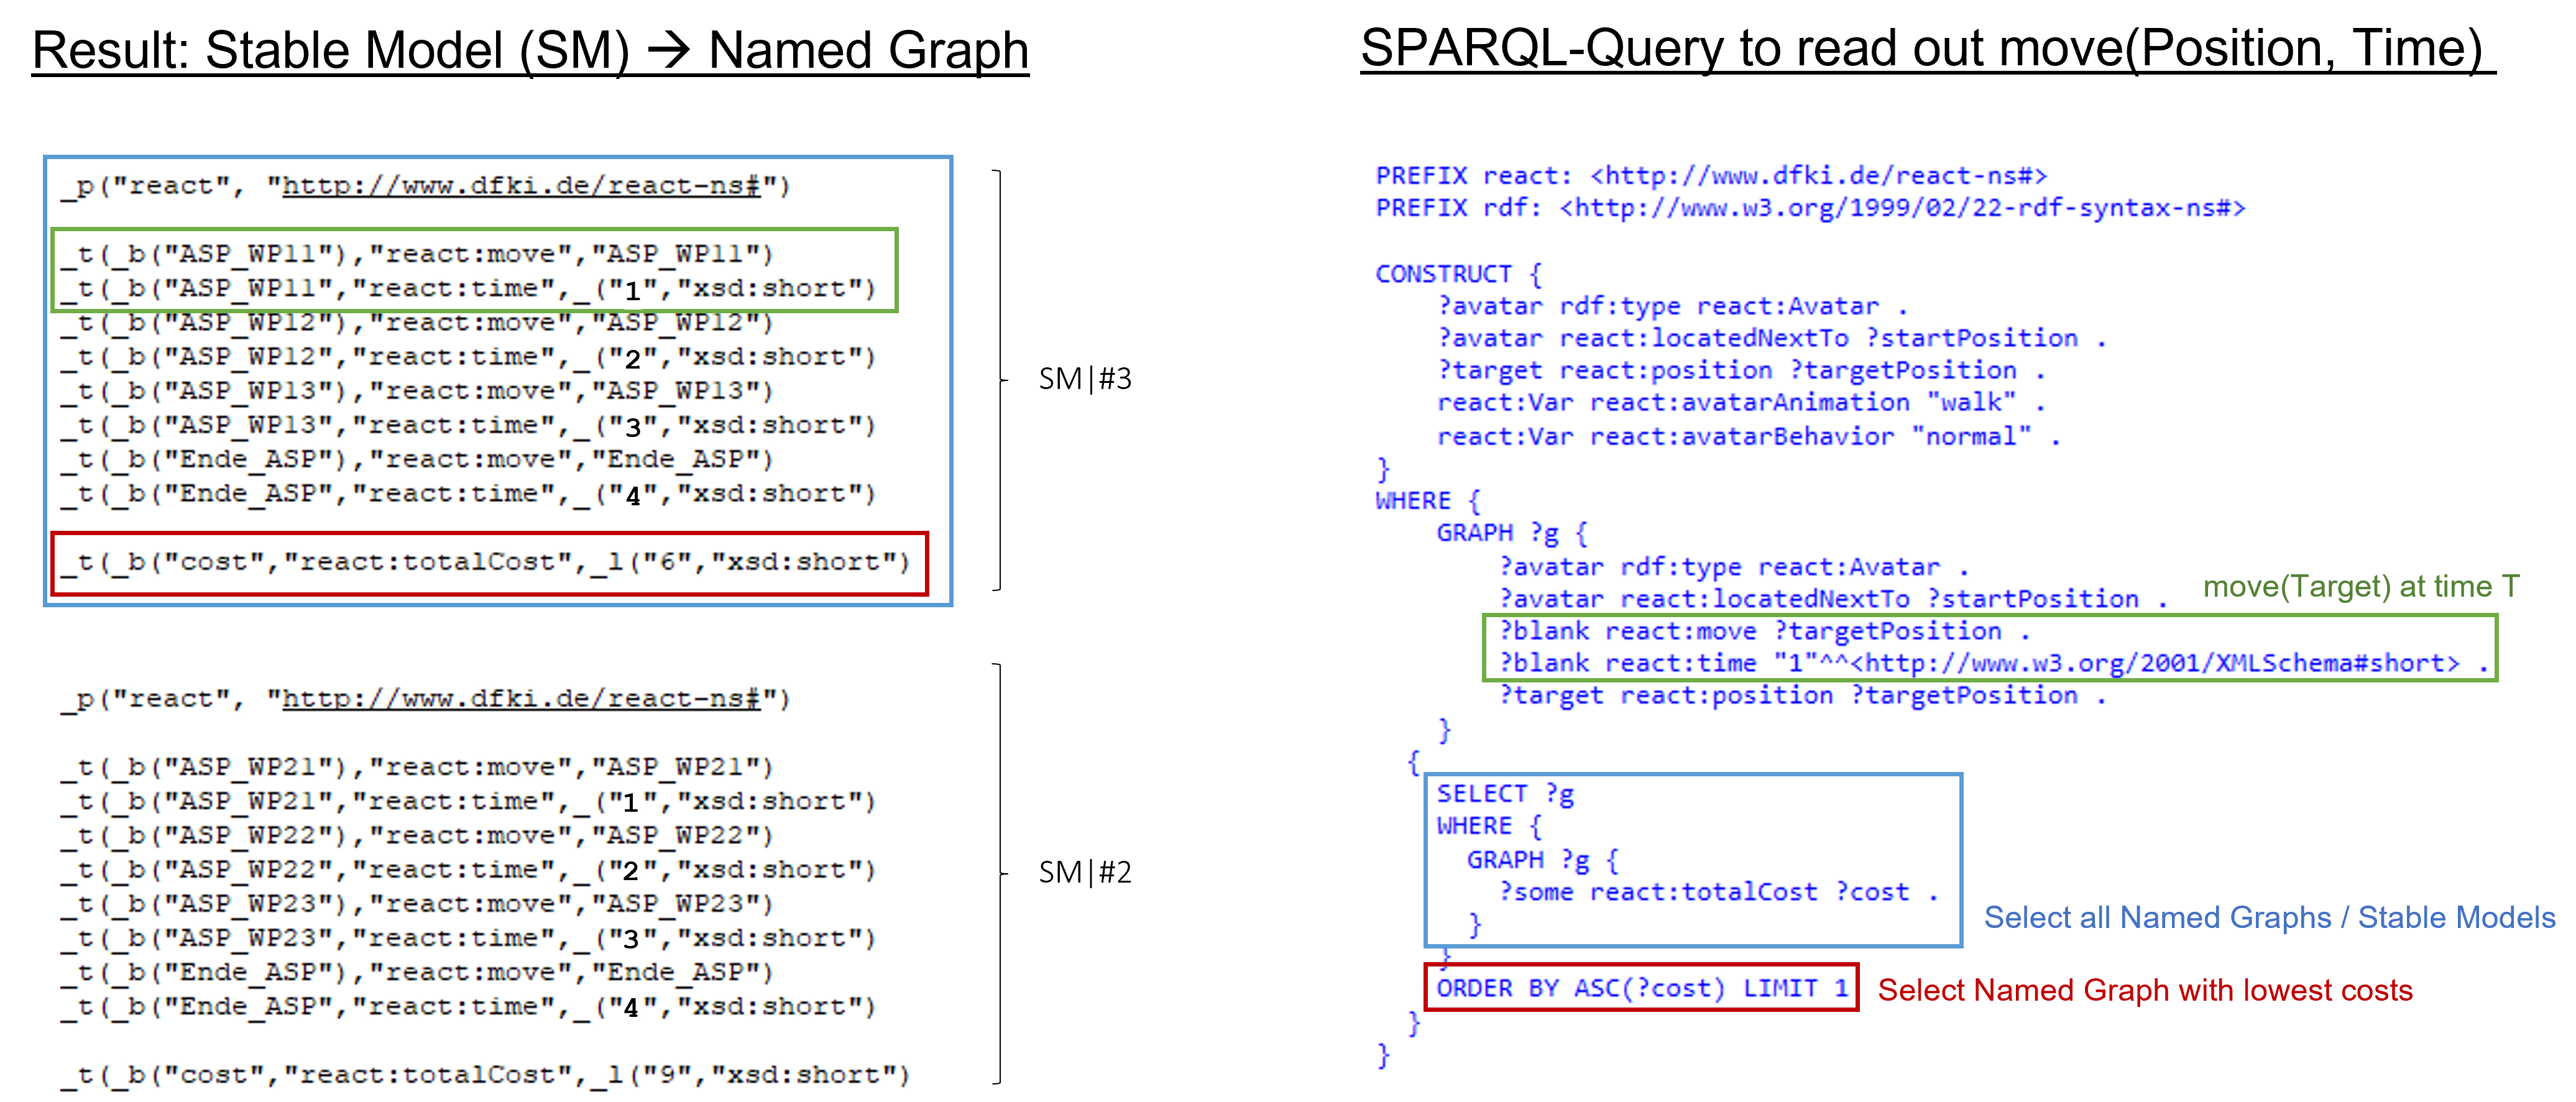 Result: Stable Model (SM) → Named Graph
_p("react", "http://www.dfki.de/react-ns#")
_t(_b("ASP_WP11"),"react:move","ASP_WP11")
_t(_b("ASP_WP11","react:time",_("1","xsd:short")
_t(_b("ASP_WP12"),"react:move","ASP_WP12")
_t(_b("ASP_WP12","react:time",_("2","xsd:short")
_t(_b("ASP_WP13"),"react:move","ASP_WP13")
_t(_b("ASP_WP13","react:time",_("3","xsd:short")
_t(_b("Ende_ASP"),"react:move","Ende_ASP")
_t(_b("Ende_ASP","react:time",_("4","xsd:short")
_t(_b("cost","react:totalCost",_l("6","xsd:short")
SM|#3
_p("react", "http://www.dfki.de/react-ns#")
_t(_b("ASP_WP21"),"react:move","ASP_WP21")
_t(_b("ASP_WP21","react:time",_("1","xsd:short")
_t(_b("ASP_WP22"),"react:move","ASP_WP22")
_t(_b("ASP_WP22","react:time",_("2","xsd:short")
_t(_b("ASP_WP23"),"react:move","ASP_WP23")
_t(_b("ASP_WP23","react:time",_("3","xsd:short")
_t(_b("Ende_ASP"),"react:move","Ende_ASP")
_t(_b("Ende_ASP","react:time",_("4","xsd:short")
_t(_b("cost","react:totalCost",_l("9","xsd:short")
SM|#2
SPARQL-Query to read out move(Position, Time)
PREFIX react: <http://www.dfki.de/react-ns#>
PREFIX rdf: <http://www.w3.org/1999/02/22-rdf-syntax-ns#>
CONSTRUCT {
?avatar rdf:type react:Avatar .
?avatar react:locatedNextTo ?startPosition .
?target react:position ?targetPosition .
react:Var react:avatarAnimation "walk" .
react:Var react:avatarBehavior "normal" .
}
WHERE {
GRAPH ?g {
?avatar rdf:type react:Avatar .
?avatar react:locatedNextTo ?startPosition .
move(Target) at time T
?blank react:move ?targetPosition .
?blank react:time "1"^^<http://www.w3.org/2001/XMLSchema#short> .
?target react:position ?targetPosition .
}
{
SELECT ?g
WHERE {
GRAPH ?g {
?some react:totalCost ?cost .
}
Select all Named Graphs / Stable Models
}
ORDER BY ASC(?cost) LIMIT 1
Select Named Graph with lowest costs
}
}